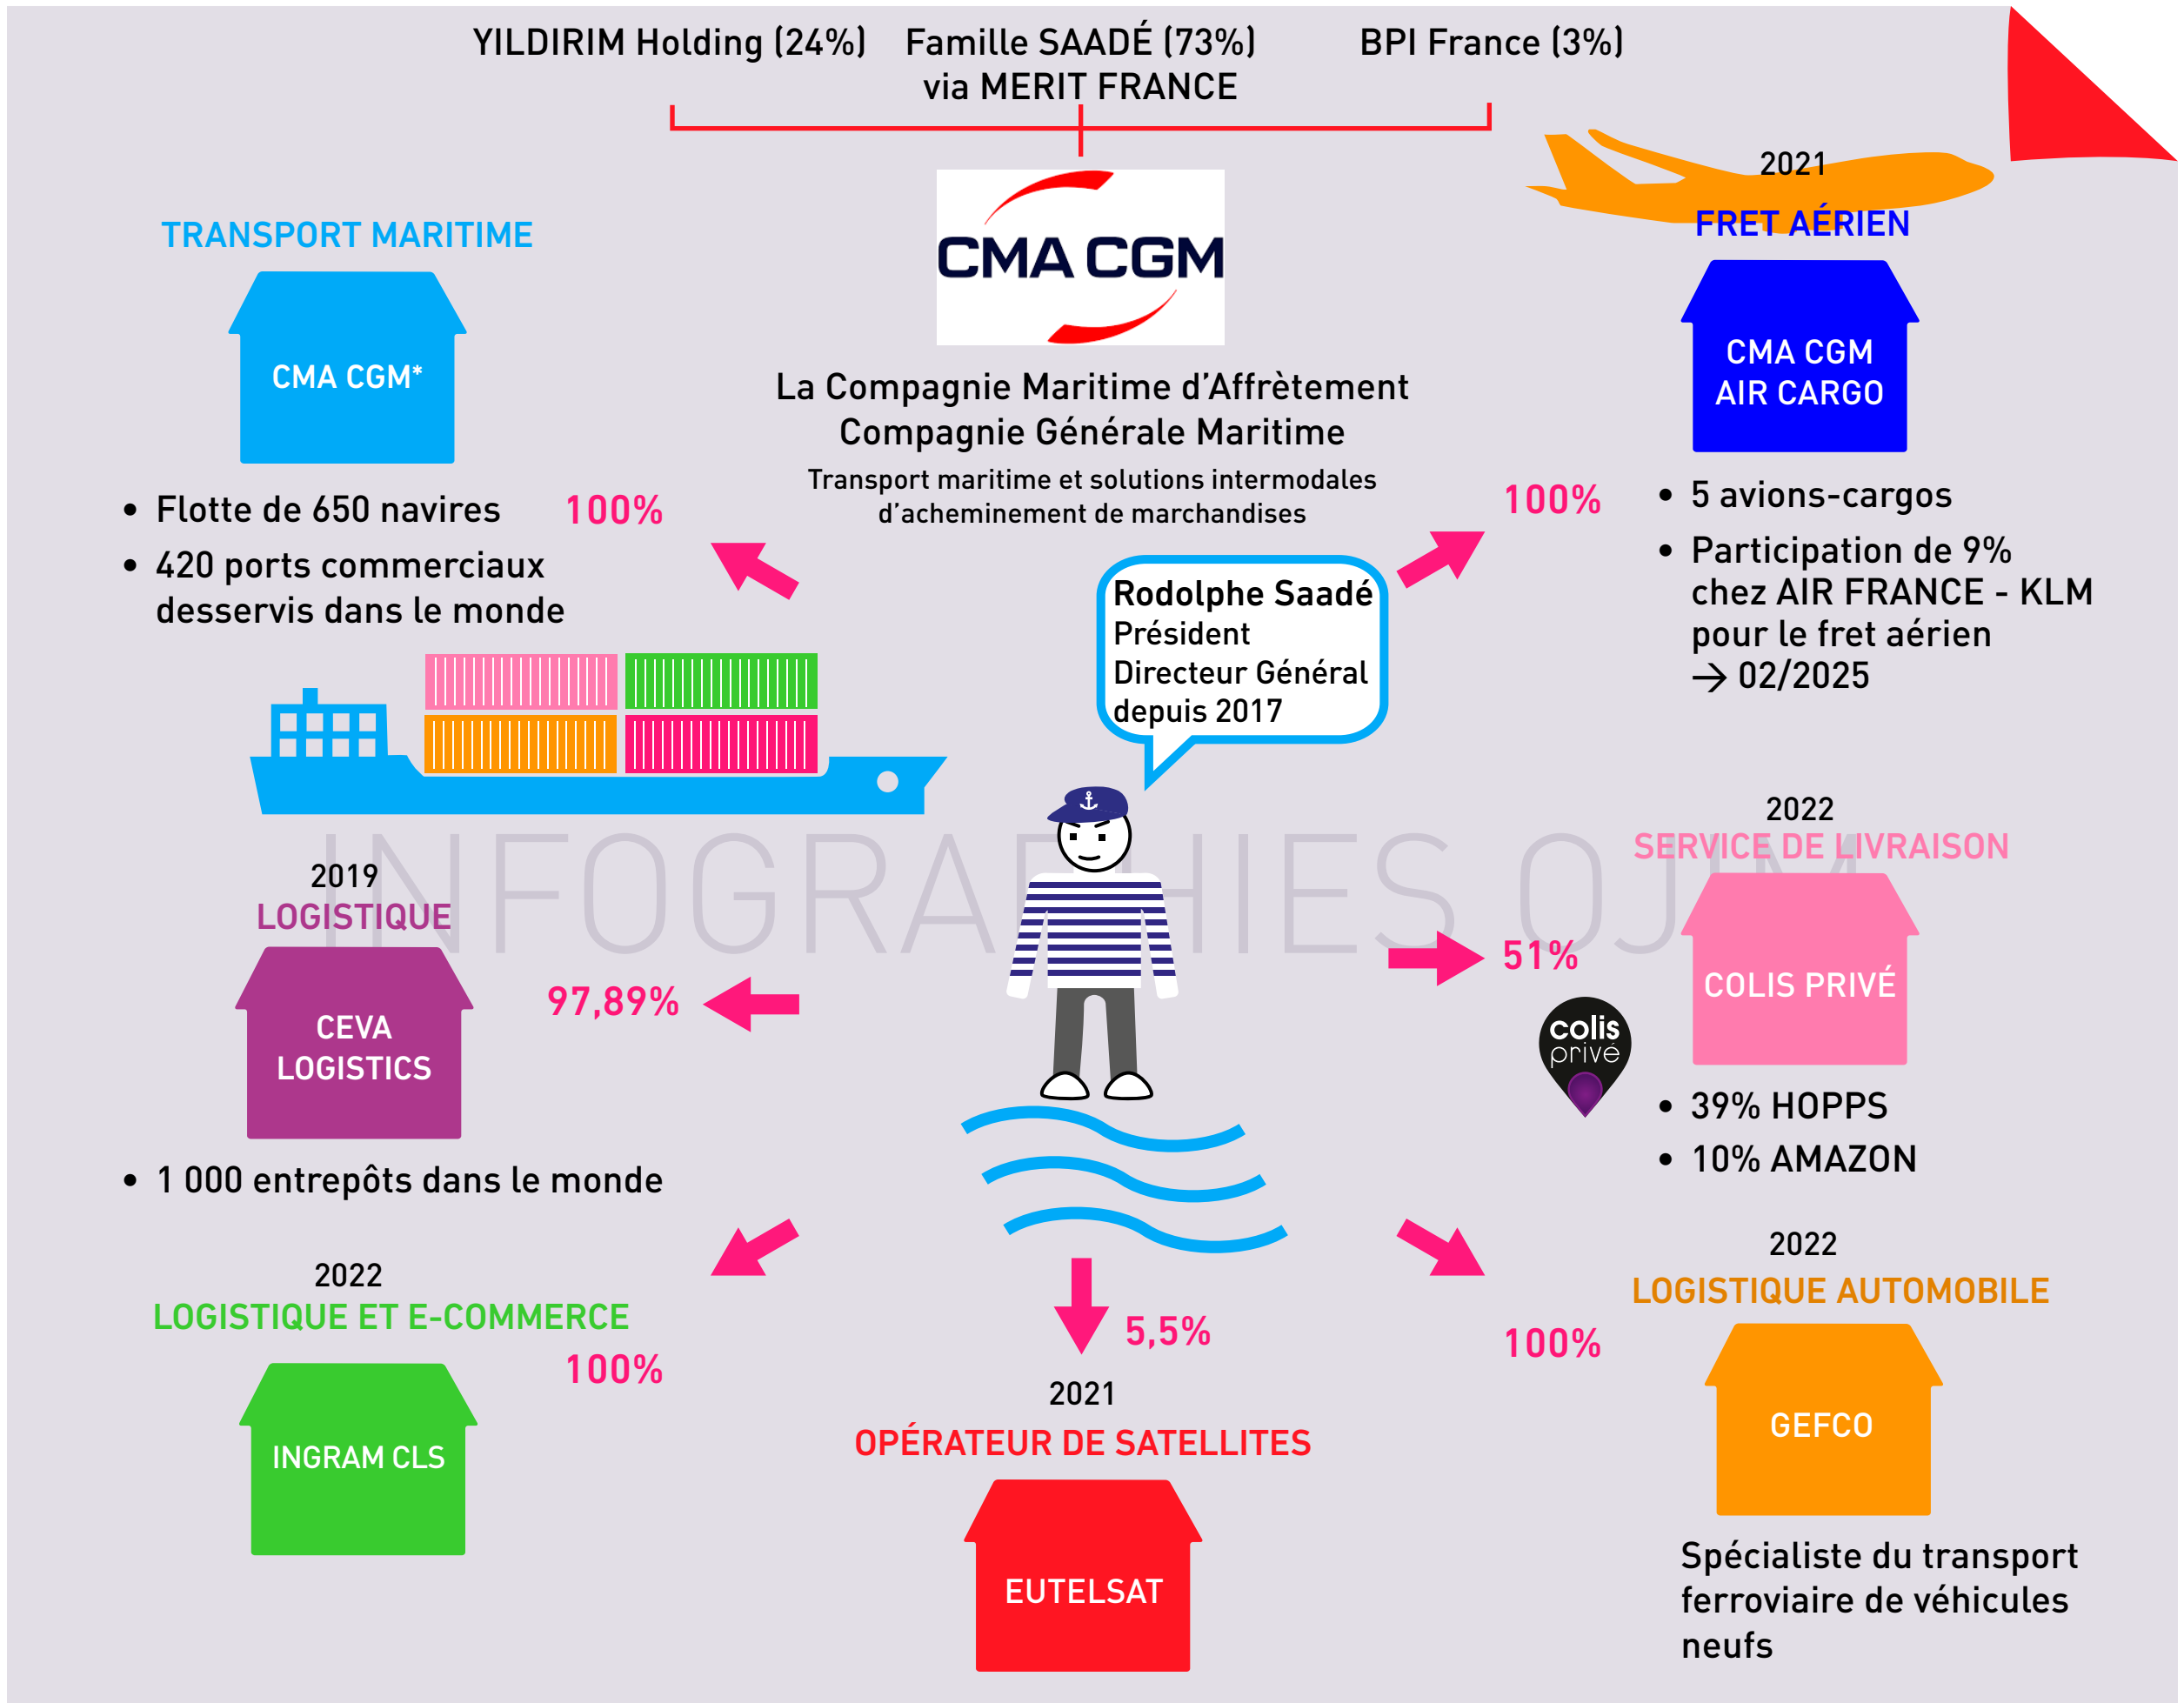 YILDIRIM Holding (24%)
Famille SAADÉ (73%)
via MERIT FRANCE
BPI France (3%)
CMA CGM
La Compagnie Maritime d’Affrètement
Compagnie Générale Maritime
Transport maritime et solutions intermodales
d’acheminement de marchandises
TRANSPORT MARITIME
CMA CGM*
• Flotte de 650 navires
• 420 ports commerciaux
desservis dans le monde
100%
2021
FRET AÉRIEN
CMA CGM
AIR CARGO
100%
• 5 avions-cargos
• Participation de 9%
chez AIR FRANCE - KLM
pour le fret aérien
→ 02/2025
Rodolphe Saadé
Président
Directeur Général
depuis 2017
INFOGRAPHIES OJIM
2019
LOGISTIQUE
CEVA
LOGISTICS
97,89%
• 1 000 entrepôts dans le monde
2022
SERVICE DE LIVRAISON
COLIS PRIVÉ
51%
colis
privé
• 39% HOPPS
• 10% AMAZON
2022
LOGISTIQUE ET E-COMMERCE
100%
INGRAM CLS
5,5%
2021
OPÉRATEUR DE SATELLITES
EUTELSAT
2022
LOGISTIQUE AUTOMOBILE
100%
GEFCO
Spécialiste du transport
ferroviaire de véhicules
neufs